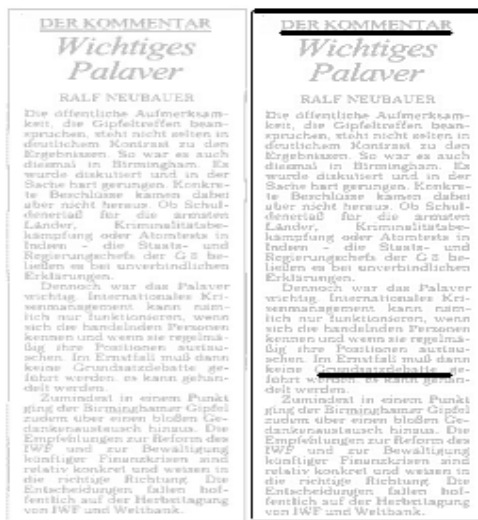 DER KOMMENTAR
Wichtiges
Palaver
RALF NEUBAUER
Die öffentliche Aufmerksam-
keit, die Gipfeltreffen bean-
spruchen, steht nicht selten in
deutlichem Kontrast zu den
Ergebnissen. So war es auch
diesmal in Birmingham. Es
wurde diskutiert und in der
Sache hart gerungen. Konkre-
te Beschlüsse kamen dabei
aber nicht heraus. Ob Schul-
denerlaß für die ärmsten
Länder, Kriminalitätsbe-
kämpfung oder Atomtests in
Indien - die Staats- und
Regierungschefs der G 8 be-
ließen es bei unverbindlichen
Erklärungen.
Dennoch war das Palaver
wichtig. Internationales Kri-
senmanagement kann näm-
lich nur funktionieren, wenn
sich die handelnden Personen
kennen und wenn sie regelmä-
ßig ihre Positionen austau-
schen. Im Ernstfall muß dann
keine Grundsatzdebatte ge-
führt werden, es kann gehan-
delt werden.
Zumindest in einem Punkt
ging der Birminghamer Gipfel
zudem über einen bloßen Ge-
dankenaustausch hinaus. Die
Empfehlungen zur Reform des
IWF und zur Bewältigung
künftiger Finanzkrisen sind
relativ konkret und weisen in
die richtige Richtung. Die
Entscheidungen fallen hof-
fentlich auf der Herbsttagung
von IWF und Weltbank.
DER KOMMENTAR
Wichtiges
Palaver
RALF NEUBAUER
Die öffentliche Aufmerksam-
keit, die Gipfeltreffen bean-
spruchen, steht nicht selten in
deutlichem Kontrast zu den
Ergebnissen. So war es auch
diesmal in Birmingham. Es
wurde diskutiert und in der
Sache hart gerungen. Konkre-
te Beschlüsse kamen dabei
aber nicht heraus. Ob Schul-
denerlaß für die ärmsten
Länder, Kriminalitätsbe-
kämpfung oder Atomtests in
Indien - die Staats- und
Regierungschefs der G 8 be-
ließen es bei unverbindlichen
Erklärungen.
Dennoch war das Palaver
wichtig. Internationales Kri-
senmanagement kann näm-
lich nur funktionieren, wenn
sich die handelnden Personen
kennen und wenn sie regelmä-
ßig ihre Positionen austau-
schen. Im Ernstfall muß dann
keine Grundsatzdebatte ge-
führt werden, es kann gehan-
delt werden.
Zumindest in einem Punkt
ging der Birminghamer Gipfel
zudem über einen bloßen Ge-
dankenaustausch hinaus. Die
Empfehlungen zur Reform des
IWF und zur Bewältigung
künftiger Finanzkrisen sind
relativ konkret und weisen in
die richtige Richtung. Die
Entscheidungen fallen hof-
fentlich auf der Herbsttagung
von IWF und Weltbank.